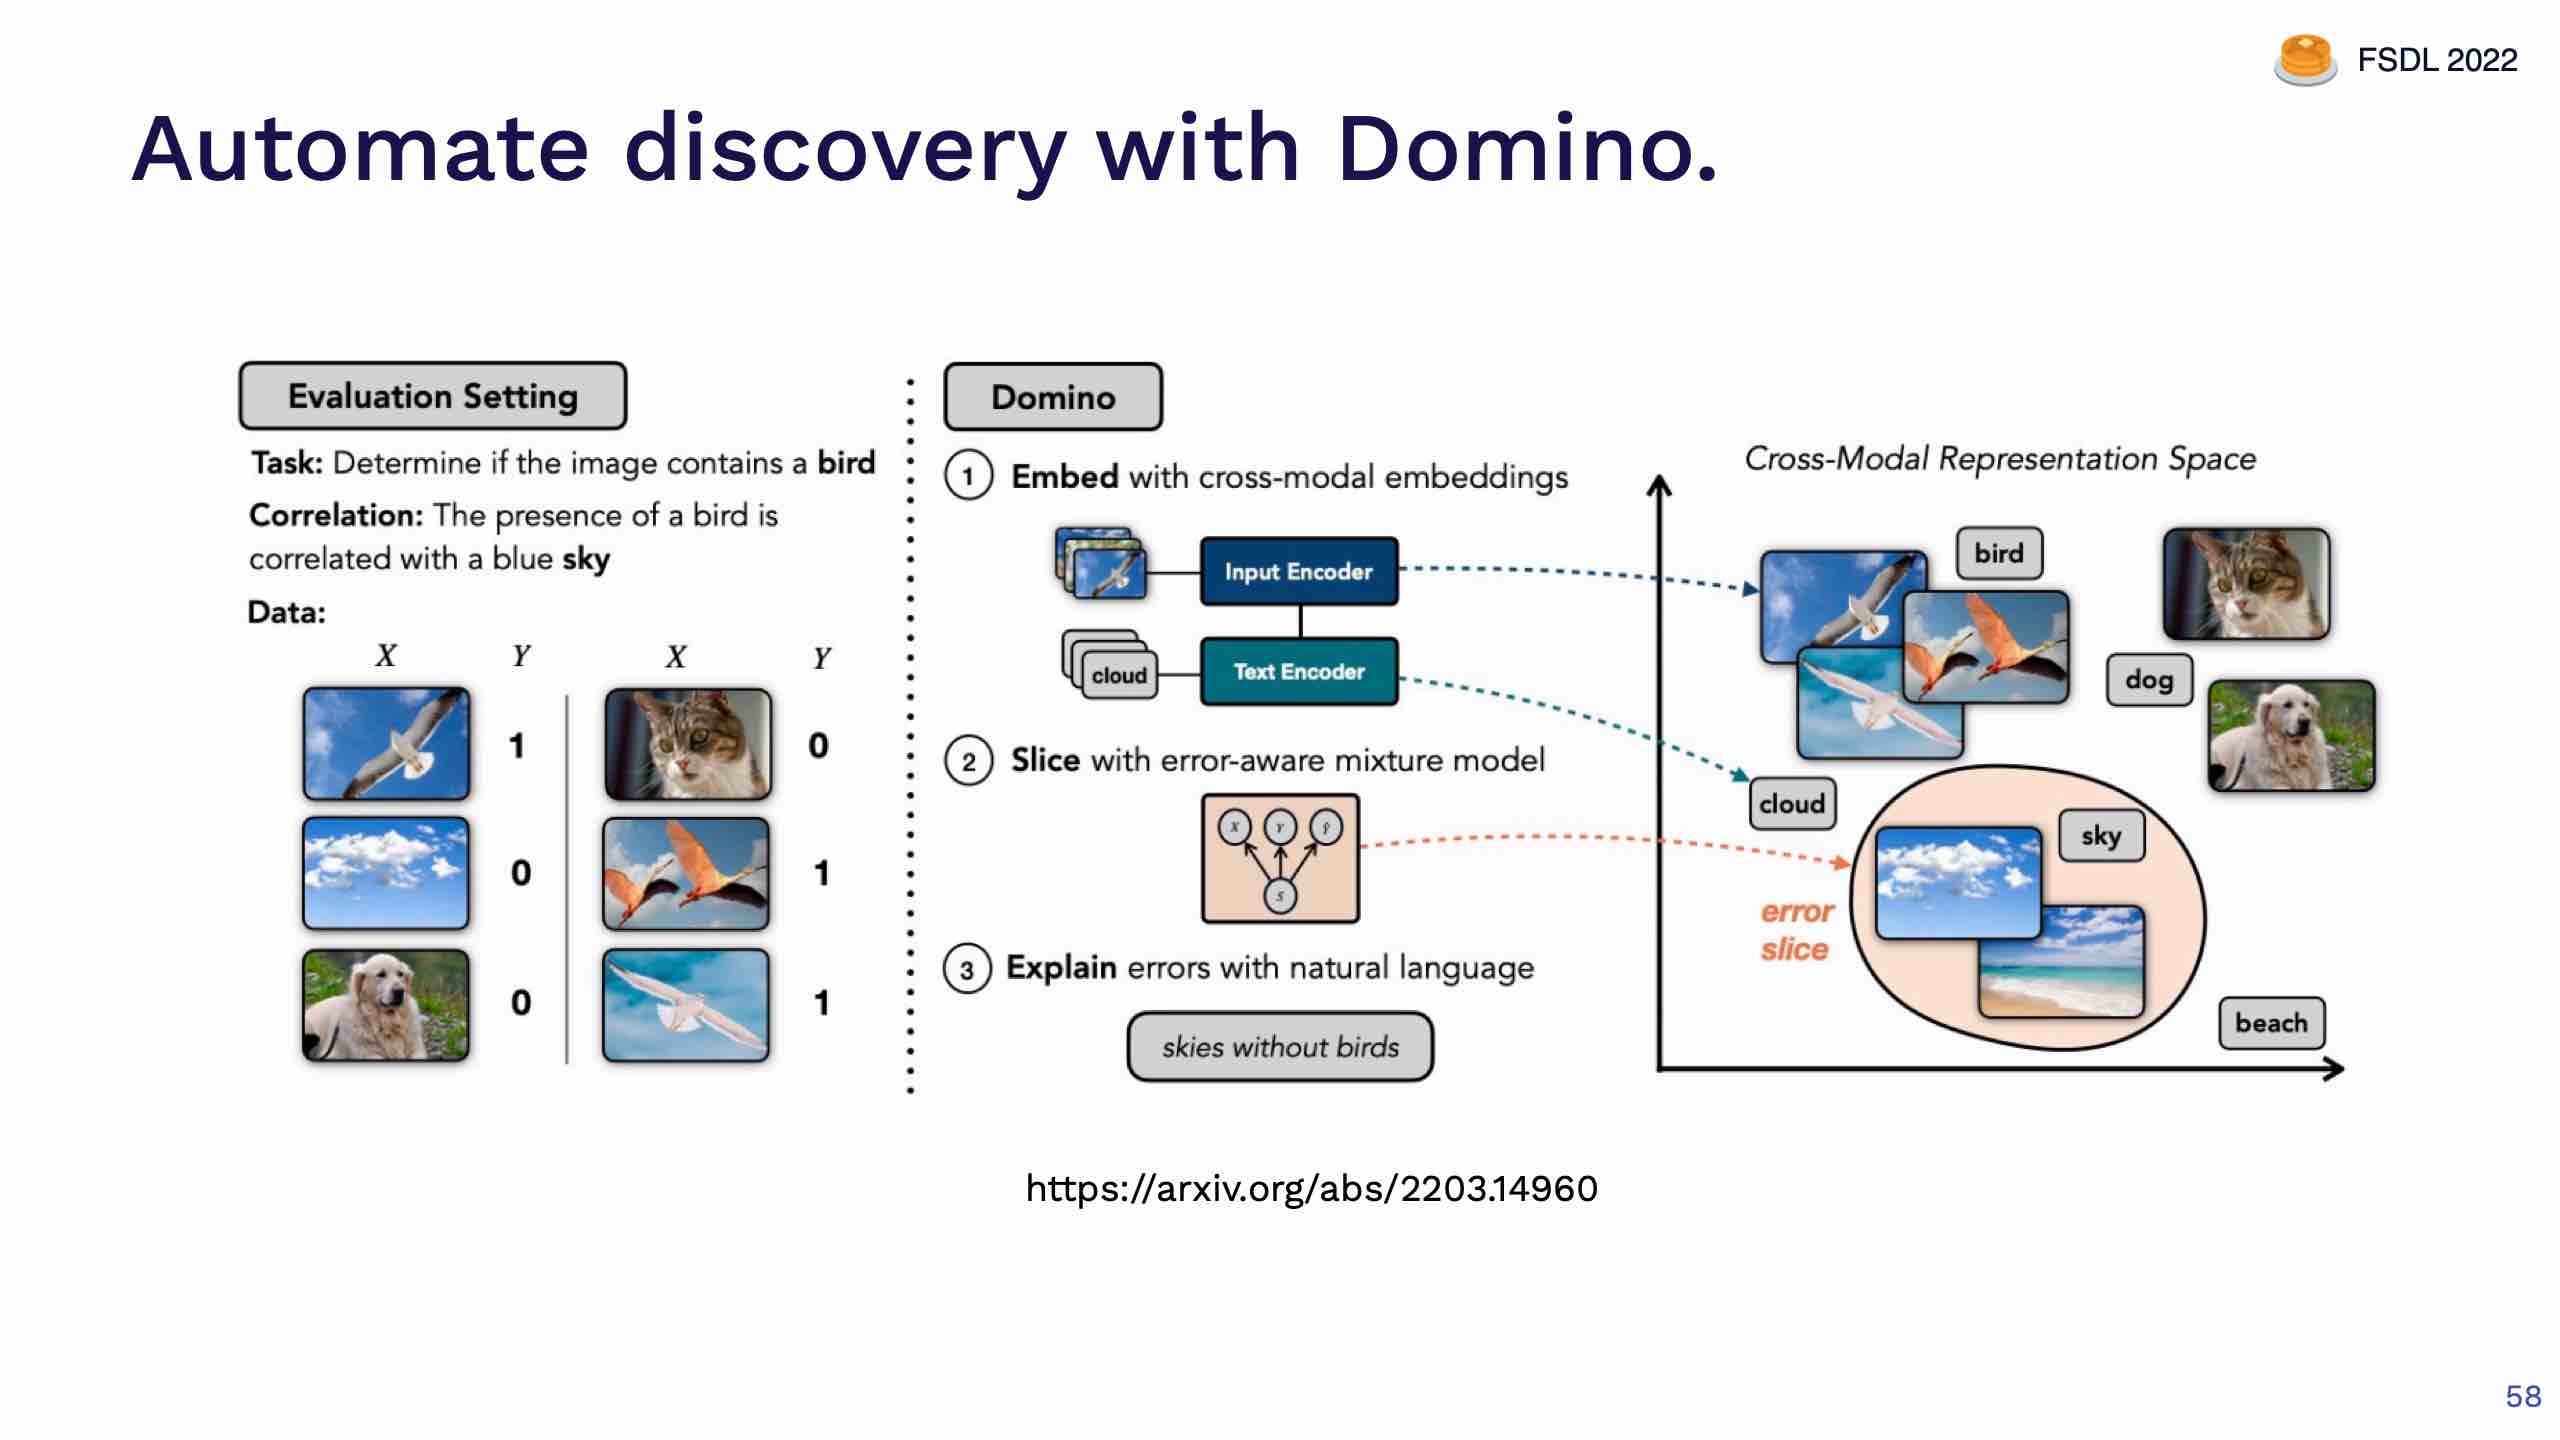 FSDL 2022
Automate discovery with Domino.
Evaluation Setting
Task: Determine if the image contains a bird
Correlation: The presence of a bird is
correlated with a blue sky
Data:
X Y X Y
1 0
0 1
0 1
Domino
1 Embed with cross-modal embeddings
Input Encoder
cloud Text Encoder
2 Slice with error-aware mixture model
X Y Ŷ
S
3 Explain errors with natural language
skies without birds
Cross-Modal Representation Space
bird
dog
cloud
sky
error
slice
beach
https://arxiv.org/abs/2203.14960
58